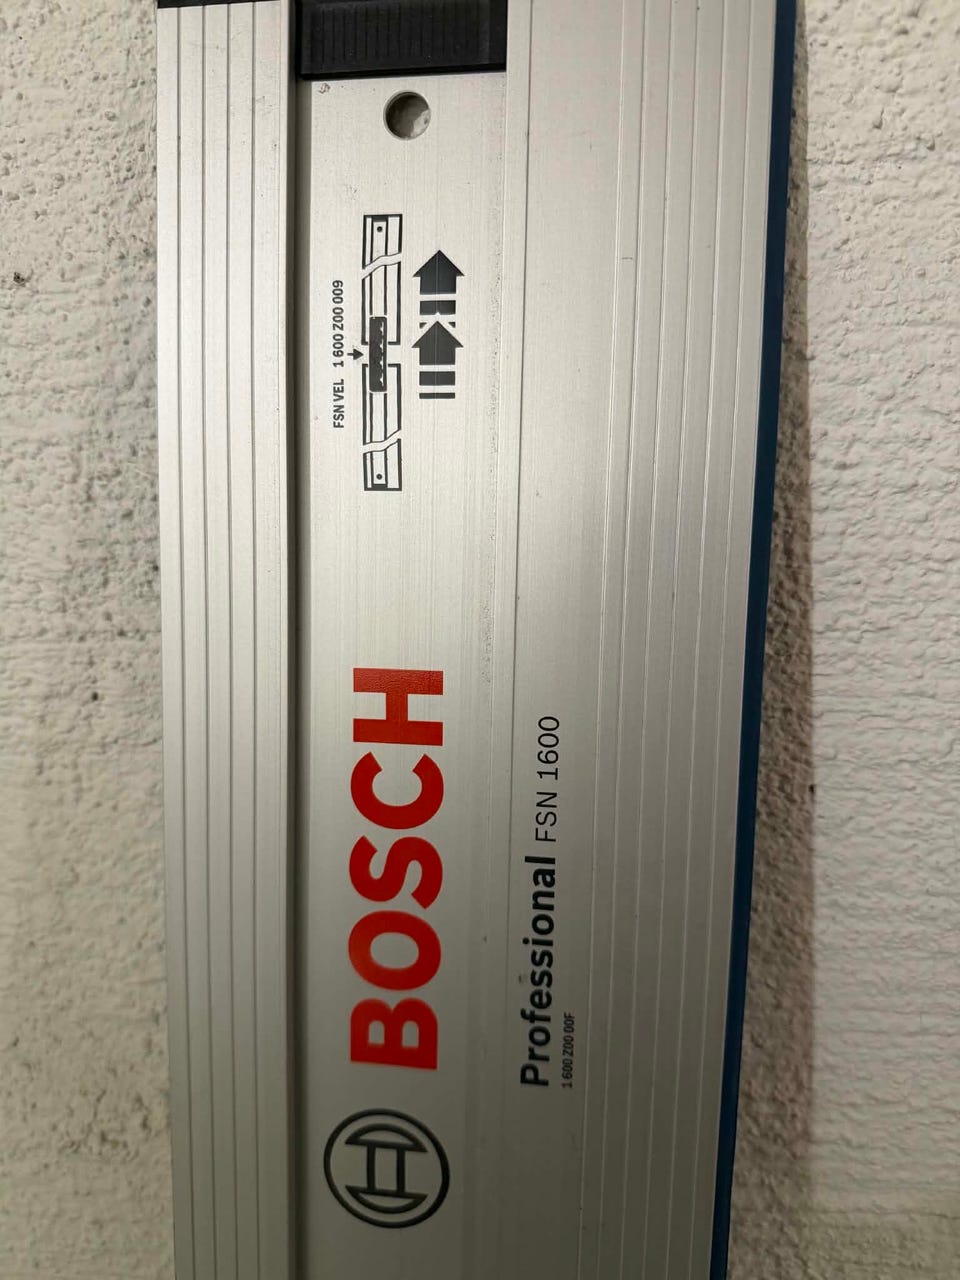 FSN VEL 1 600 Z00 009
BOSCH
Professional FSN 1600
1 600 Z00 00F